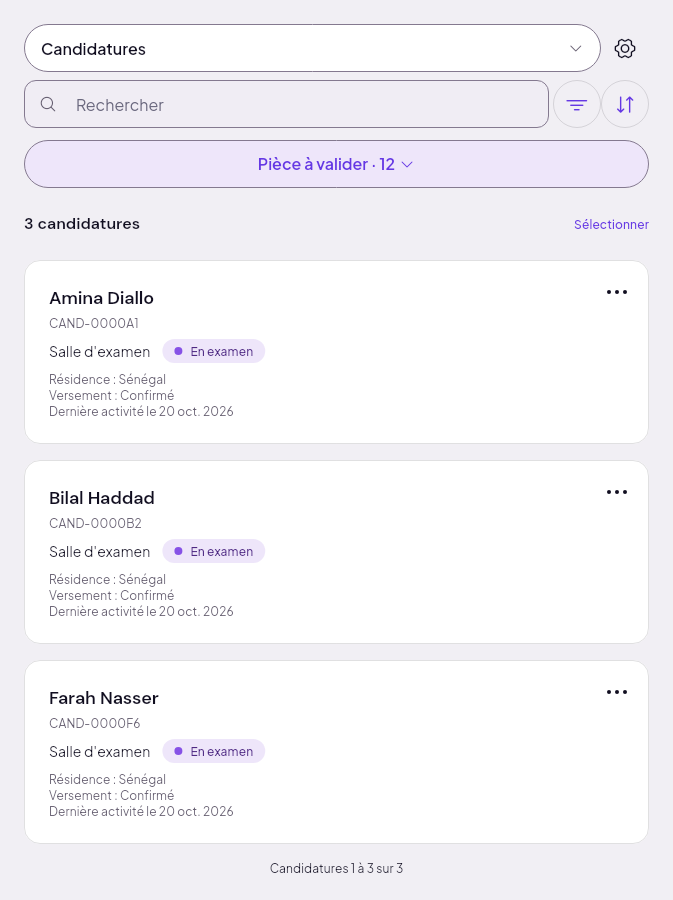 Candidatures
Rechercher
Pièce à valider · 12
3 candidatures
Sélectionner
Amina Diallo
CAND-0000A1
Salle d'examen
En examen
Résidence : Sénégal
Versement : Confirmé
Dernière activité le 20 oct. 2026
Bilal Haddad
CAND-0000B2
Salle d'examen
En examen
Résidence : Sénégal
Versement : Confirmé
Dernière activité le 20 oct. 2026
Farah Nasser
CAND-0000F6
Salle d'examen
En examen
Résidence : Sénégal
Versement : Confirmé
Dernière activité le 20 oct. 2026
Candidatures 1 à 3 sur 3